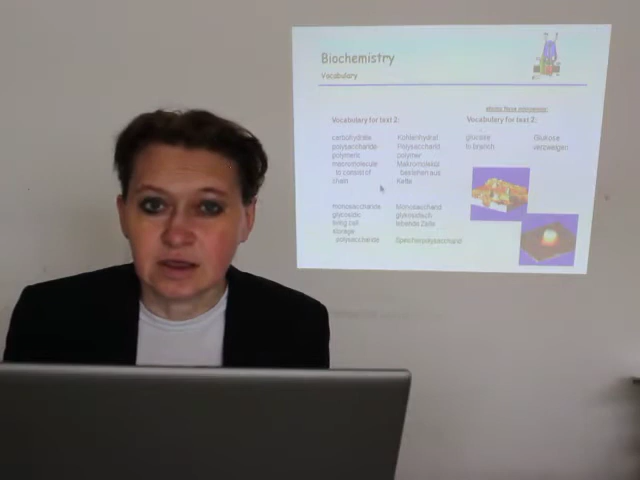 Biochemistry
Vocabulary
Vocabulary for text 2:
carbohydrate Kohlenhydrat
polysaccharide Polysaccharid
polymeric polymer
macromolecule Makromolekül
to consist of bestehen aus
chain Kette
monosaccharide Monosaccharid
glycosidic glykosidisch
living cell lebende Zelle
storage
polysaccharide Speicherpolysaccharid
Vocabulary for text 2:
glucose Glukose
to branch verzweigen